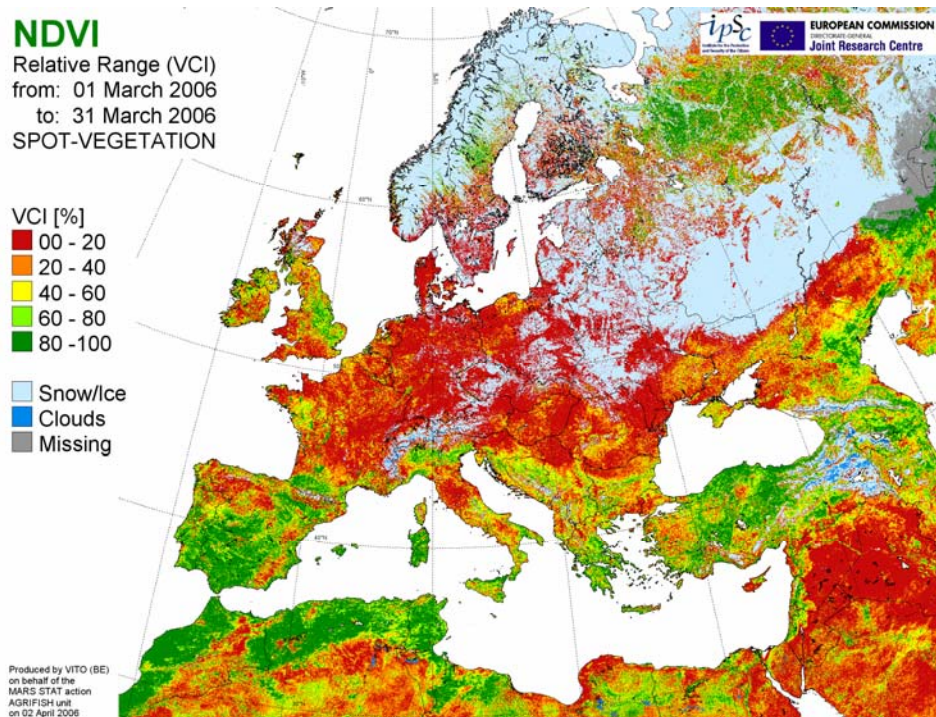 NDVI
Relative Range (VCI)
from: 01 March 2006
to: 31 March 2006
SPOT-VEGETATION
ipsc
EUROPEAN COMMISSION
DIRECTORATE-GENERAL
Joint Research Centre
VCI [%]
00 - 20
20 - 40
40 - 60
60 - 80
80 -100
Snow/Ice
Clouds
Missing
Produced by VITO (BE)
on behalf of the
MARS STAT action
AGRIFISH unit
on 02 April 2006